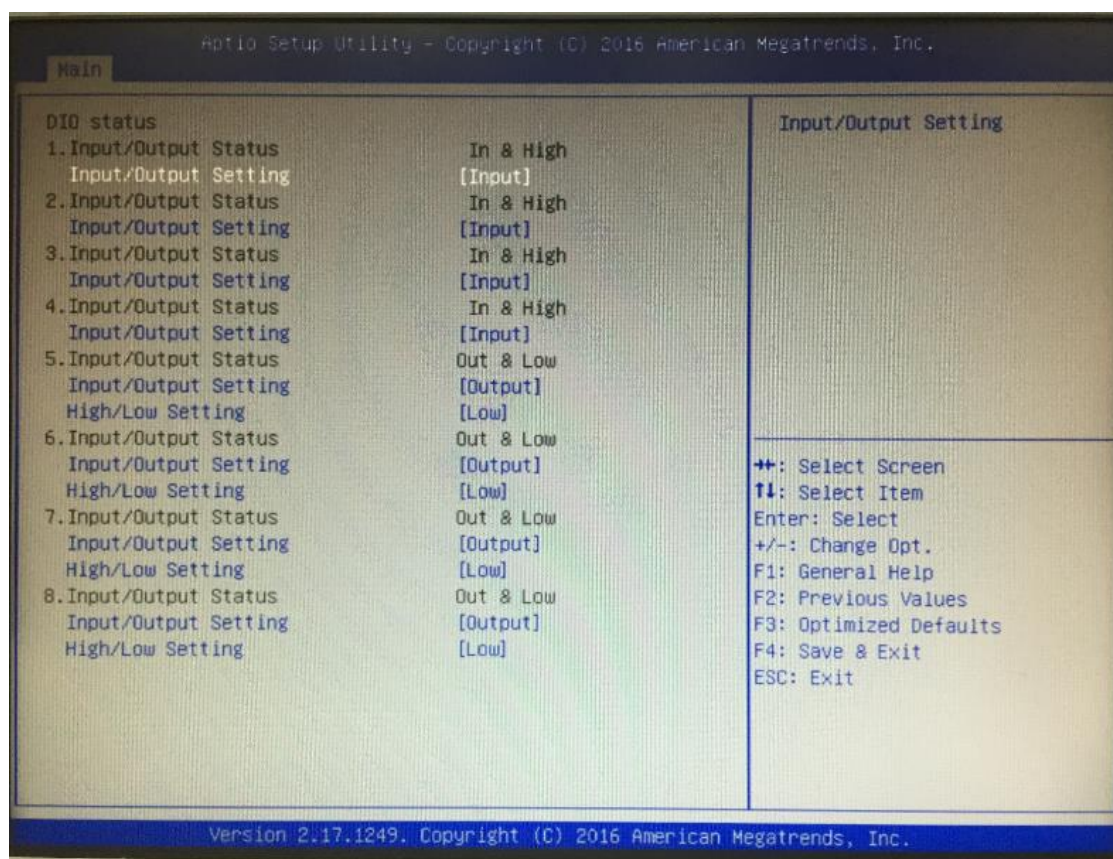 Aptio Setup Utility - Copyright (C) 2016 American Megatrends, Inc.
Main
DIO status
1.Input/Output Status In & High
Input/Output Setting [Input]
2.Input/Output Status In & High
Input/Output Setting [Input]
3.Input/Output Status In & High
Input/Output Setting [Input]
4.Input/Output Status In & High
Input/Output Setting [Input]
5.Input/Output Status Out & Low
Input/Output Setting [Output]
High/Low Setting [Low]
6.Input/Output Status Out & Low
Input/Output Setting [Output]
High/Low Setting [Low]
7.Input/Output Status Out & Low
Input/Output Setting [Output]
High/Low Setting [Low]
8.Input/Output Status Out & Low
Input/Output Setting [Output]
High/Low Setting [Low]
Input/Output Setting
→←: Select Screen
↑↓: Select Item
Enter: Select
+/-: Change Opt.
F1: General Help
F2: Previous Values
F3: Optimized Defaults
F4: Save & Exit
ESC: Exit
Version 2.17.1249. Copyright (C) 2016 American Megatrends, Inc.